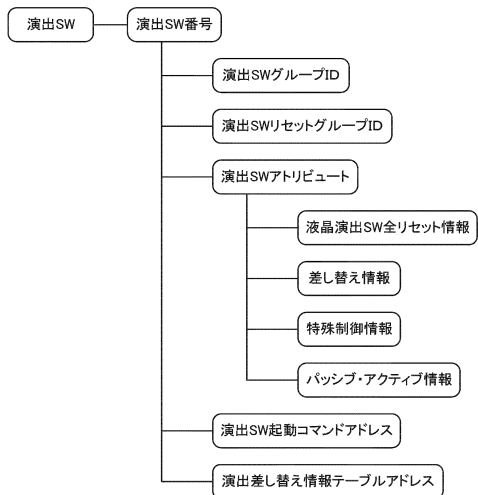 演出SW
演出SW番号
演出SWグループID
演出SWリセットグループID
演出SWアトリビュート
液晶演出SW全リセット情報
差し替え情報
特殊制御情報
パッシブ・アクティブ情報
演出SW起動コマンドアドレス
演出差し替え情報テーブルアドレス